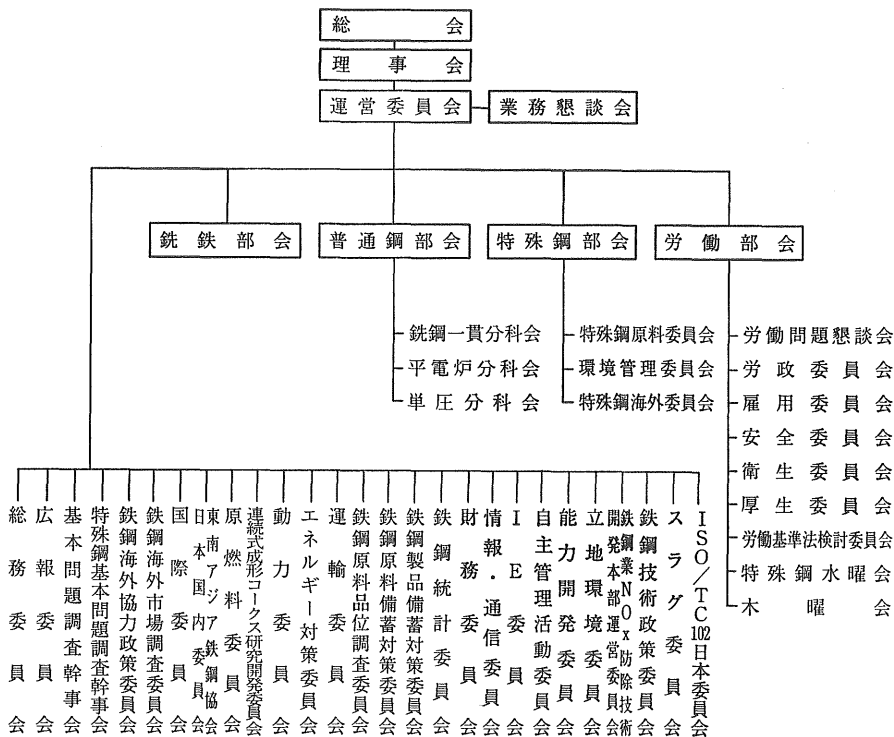 総会
理事会
運営委員会
業務懇談会
銑鉄部会
普通鋼部会
特殊鋼部会
労働部会
銑鋼一貫分科会
平電炉分科会
単圧分科会
特殊鋼原料委員会
環境管理委員会
特殊鋼海外委員会
労働問題懇談会
労政委員会
雇用委員会
安全委員会
衛生委員会
厚生委員会
労働基準法検討委員会
特殊鋼水曜会
木曜会
総務委員会
広報委員会
基本問題調査幹事会
特殊鋼基本問題調査幹事会
鉄鋼海外協力政策委員会
鉄鋼海外市場調査委員会
国際委員会
東南アジア鉄鋼協会
日本国内委員会
原燃料委員会
連続式成形コークス研究開発委員会
動力委員会
エネルギー対策委員会
運輸委員会
鉄鋼原料品位調査委員会
鉄鋼原料備蓄対策委員会
鉄鋼製品備蓄対策委員会
鉄鋼統計委員会
財務委員会
情報・通信委員会
IE委員会
自主管理活動委員会
能力開発委員会
立地環境委員会
鉄鋼業NOx防除技術
開発本部運営委員会
鉄鋼技術政策委員会
スラグ委員会
ISO/TC102日本委員会